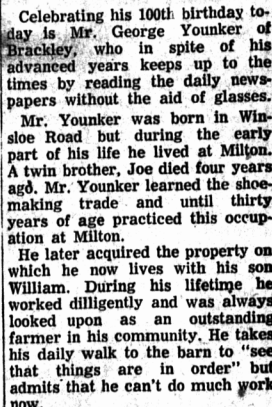 Celebrating his 100th birthday to-
day is Mr. George Younker of
Brackley, who in spite of his
advanced years keeps up to the
times by reading the daily news-
papers without the aid of glasses.
Mr. Younker was born in Win-
sloe Road but during the early
part of his life he lived at Milton.
A twin brother, Joe died four years
ago. Mr. Younker learned the shoe-
making trade and until thirty
years of age practiced this occup-
ation at Milton.
He later acquired the property on
which he now lives with his son
William. During his lifetime he
worked dilligently and was always
looked upon as an outstanding
farmer in his community. He takes
his daily walk to the barn to "see
that things are in order" but
admits that he can't do much work
now.